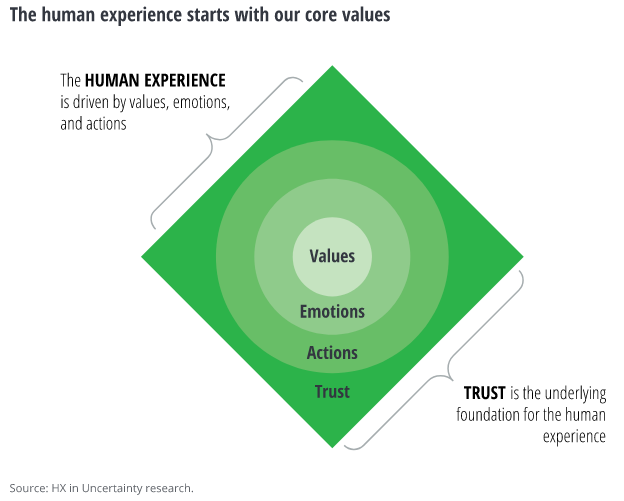 The human experience starts with our core values
The HUMAN EXPERIENCE
is driven by values, emotions,
and actions
Values
Emotions
Actions
Trust
TRUST is the underlying
foundation for the human
experience
Source: HX in Uncertainty research.